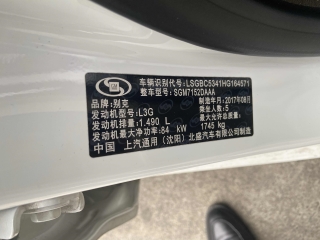 车辆识别代号: LSGBC5341HG164571
整车型号: SGM7152DAAA
品牌: 别克 制造年月: 2017年08月
发动机型号: L3G 乘坐人数: 5
发动机排量: 1.490 L 最大允许总质量:
发动机最大净功率: 84 kW 1745 kg
中国 上汽通用 (沈阳) 北盛汽车有限公司制造